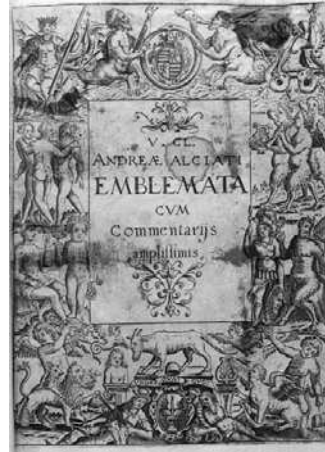 V. CL.
ANDREÆ ALCIATI
EMBLEMATA
CVM
Commentarijs
amplissimis.